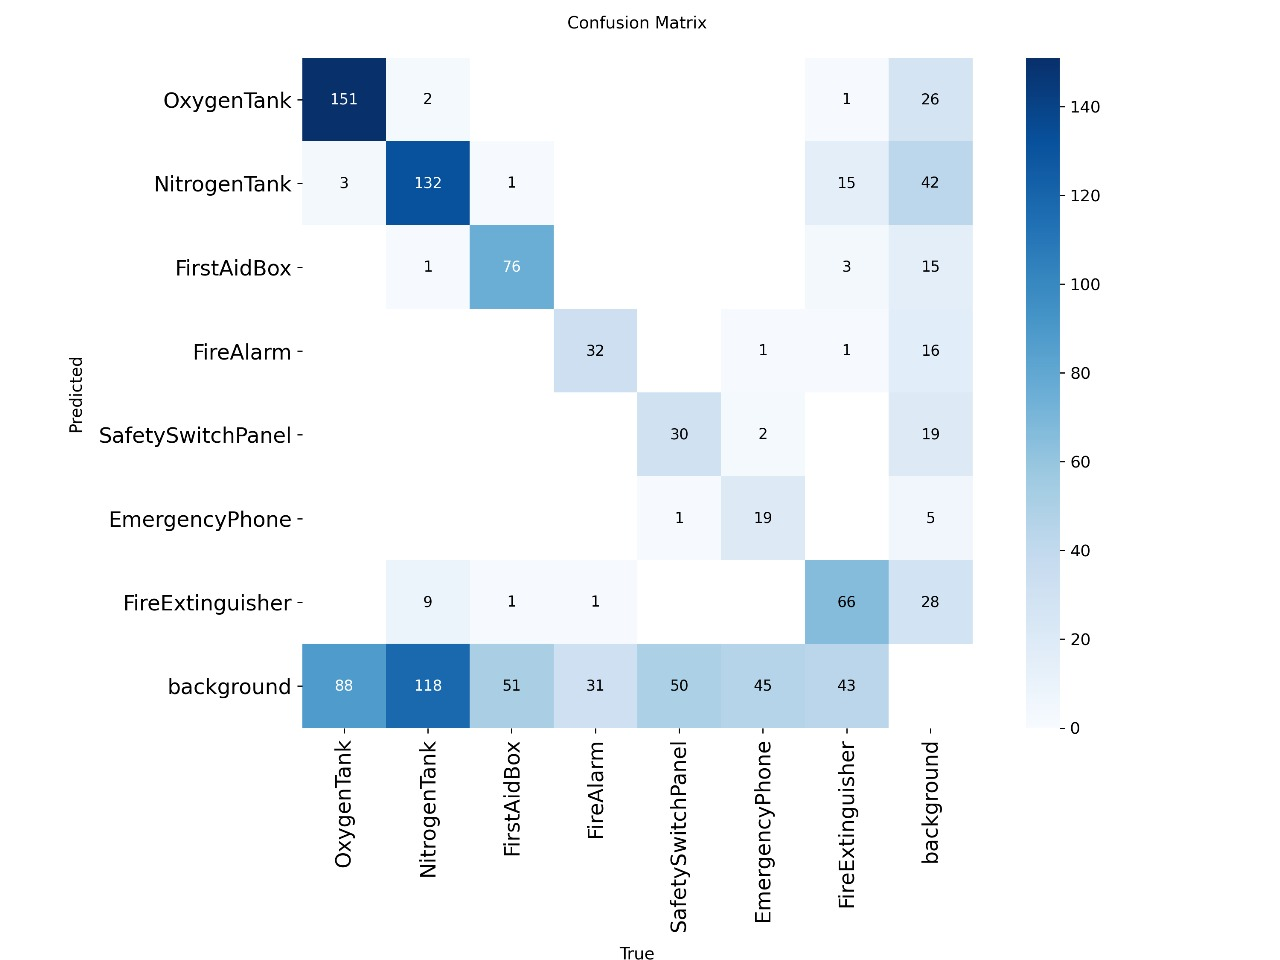 Confusion Matrix
OxygenTank 151 2 1 26
NitrogenTank 3 132 1 15 42
FirstAidBox 1 76 3 15
FireAlarm 32 1 1 16
SafetySwitchPanel 30 2 19
EmergencyPhone 1 19 5
FireExtinguisher 9 1 1 66 28
background 88 118 51 31 50 45 43
OxygenTank NitrogenTank FirstAidBox FireAlarm SafetySwitchPanel EmergencyPhone FireExtinguisher background
True
Predicted
140
120
100
80
60
40
20
0